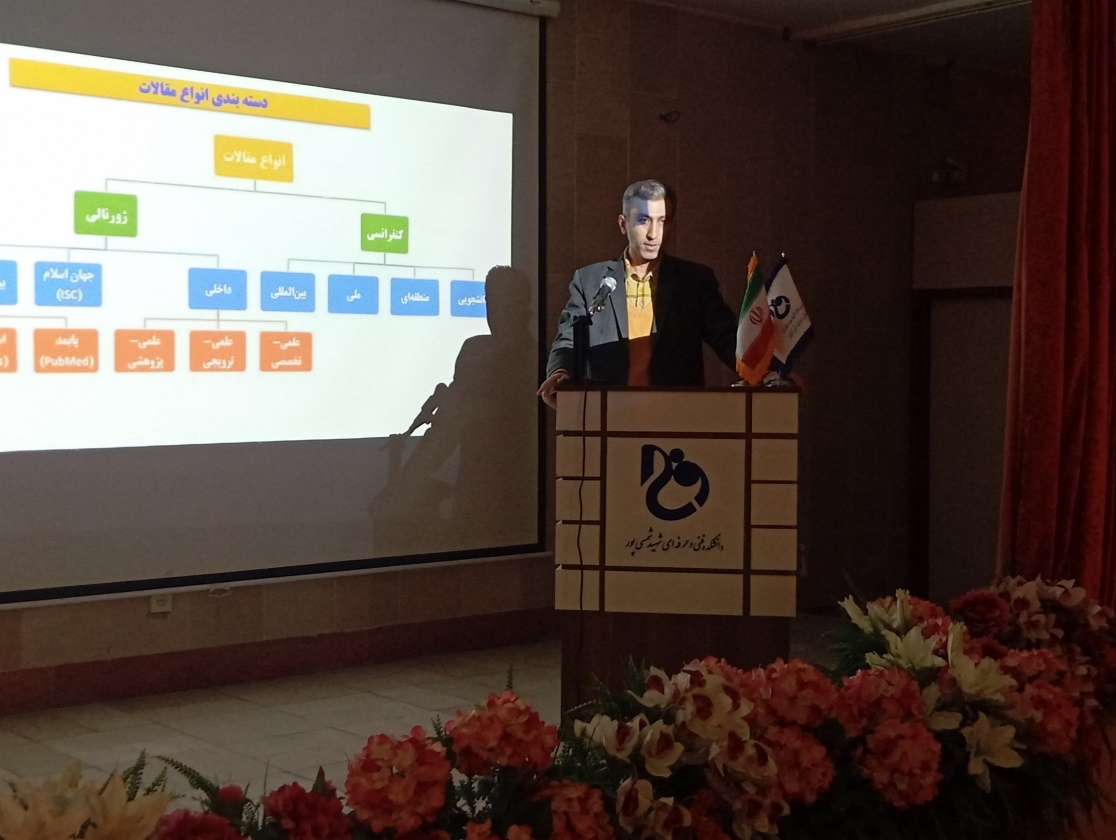 دسته بندی انواع مقالات
انواع مقالات
ژورنالی
کنفرانسی
جهان اسلام
(ISC)
داخلی
بین‌المللی
ملی
منطقه‌ای
پابمد
(PubMed)
علمی–
پژوهشی
علمی–
ترویجی
علمی–
تخصصی
دانشکده فنی و حرفه ای شهید شمسی پور